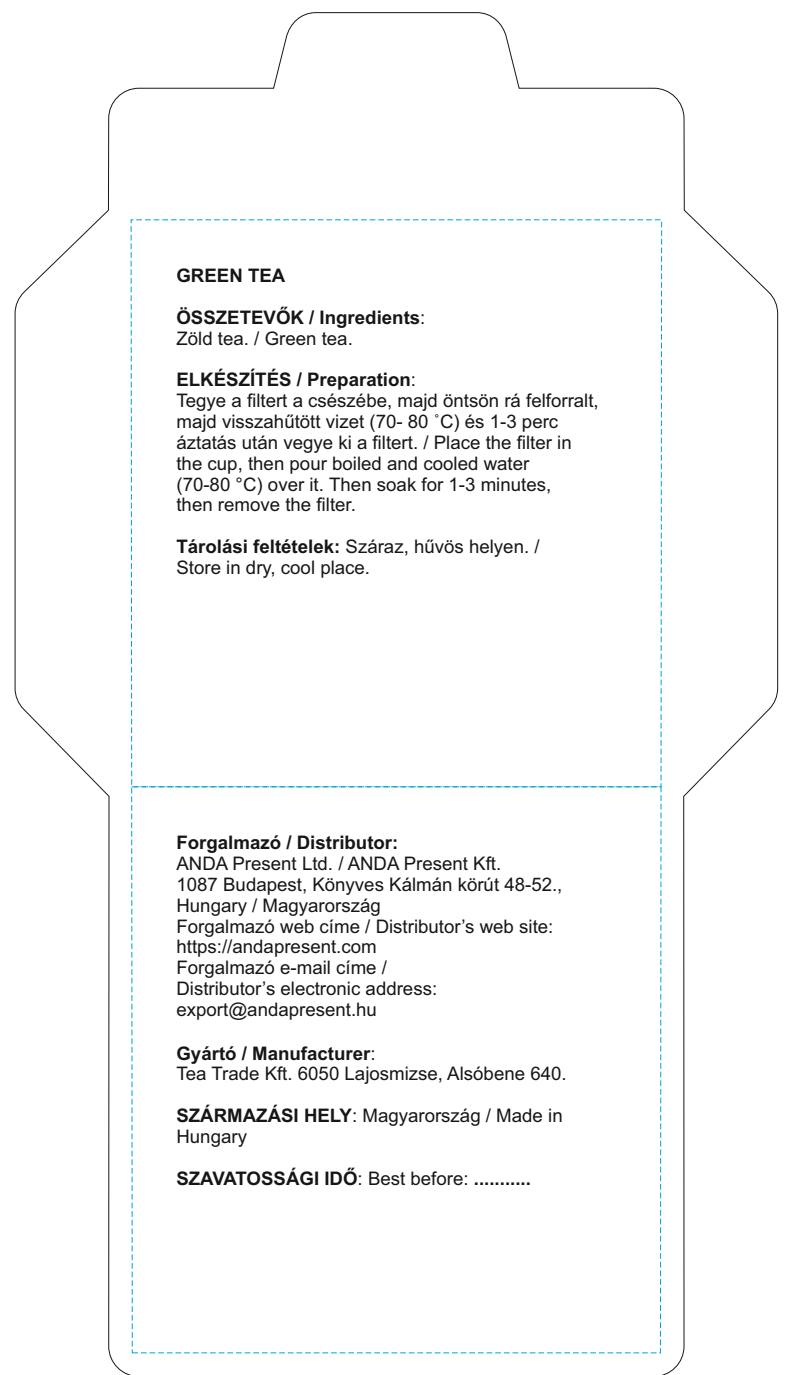 GREEN TEA
ÖSSZETEVŐK / Ingredients:
Zöld tea. / Green tea.
ELKÉSZÍTÉS / Preparation:
Tegye a filtert a csészébe, majd öntsön rá felforralt,
majd visszahűtött vizet (70- 80 ˚C) és 1-3 perc
áztatás után vegye ki a filtert. / Place the filter in
the cup, then pour boiled and cooled water
(70-80 °C) over it. Then soak for 1-3 minutes,
then remove the filter.
Tárolási feltételek: Száraz, hűvös helyen. /
Store in dry, cool place.
Forgalmazó / Distributor:
ANDA Present Ltd. / ANDA Present Kft.
1087 Budapest, Könyves Kálmán körút 48-52.,
Hungary / Magyarország
Forgalmazó web címe / Distributor’s web site:
https://andapresent.com
Forgalmazó e-mail címe /
Distributor’s electronic address:
export@andapresent.hu
Gyártó / Manufacturer:
Tea Trade Kft. 6050 Lajosmizse, Alsóbene 640.
SZÁRMAZÁSI HELY: Magyarország / Made in
Hungary
SZAVATOSSÁGI IDŐ: Best before: ...........